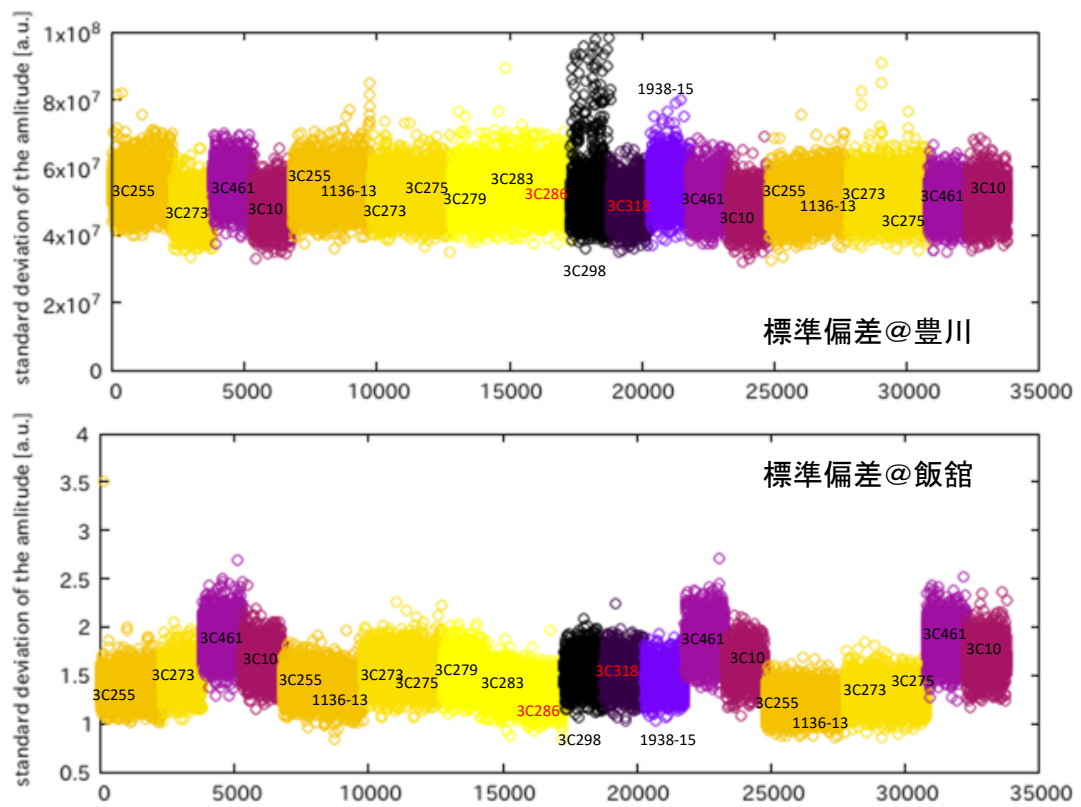 standard deviation of the amlitude [a.u.]
1x10⁸
8x10⁷
6x10⁷
4x10⁷
2x10⁷
0
1938-15
3C255
3C273
3C461
3C10
3C255
1136-13
3C273
3C275
3C279
3C283
3C286
3C298
3C318
3C461
3C10
3C255
1136-13
3C273
3C275
3C461
3C10
標準偏差@豊川
0 5000 10000 15000 20000 25000 30000 35000
standard deviation of the amlitude [a.u.]
4
3.5
3
2.5
2
1.5
1
0.5
標準偏差@飯舘
3C255
3C273
3C461
3C10
3C255
1136-13
3C273
3C275
3C279
3C283
3C286
3C298
3C318
1938-15
3C461
3C10
3C255
1136-13
3C273
3C275
3C461
3C10
0 5000 10000 15000 20000 25000 30000 35000